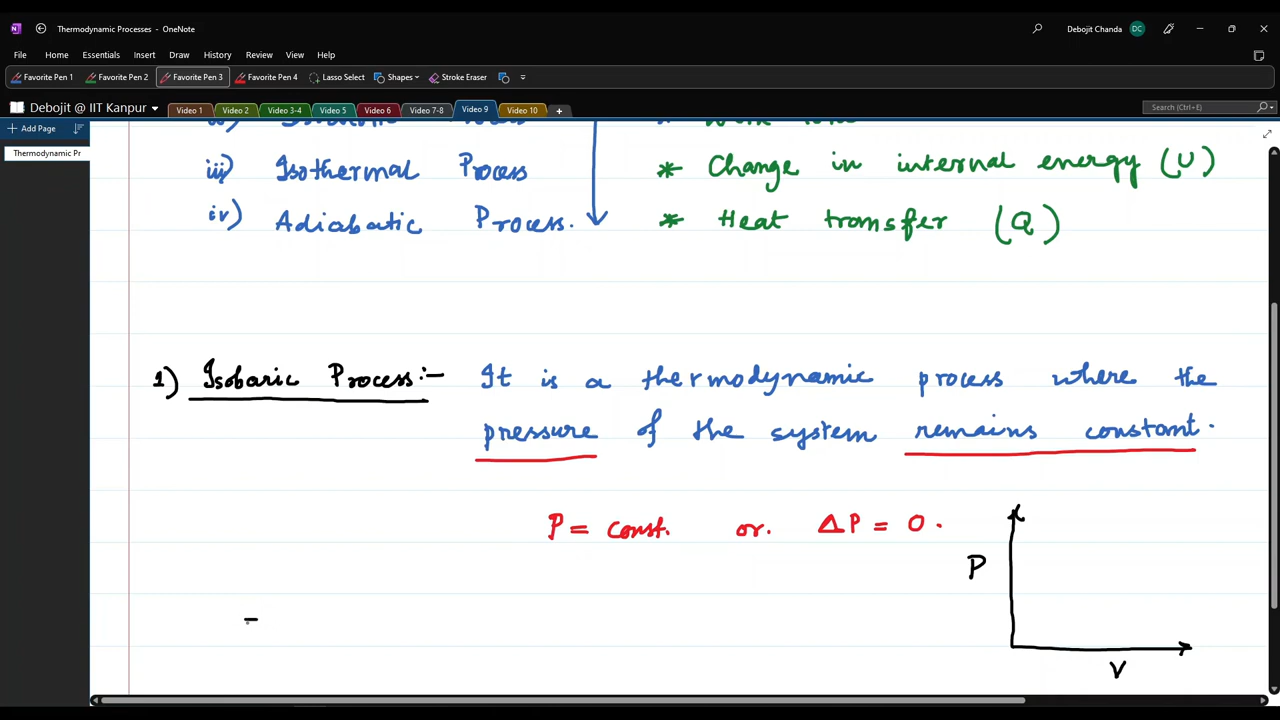 Thermodynamic Processes - OneNote
Debojit Chanda DC
File Home Essentials Insert Draw History Review View Help
Favorite Pen 1 Favorite Pen 2 Favorite Pen 3 Favorite Pen 4 Lasso Select Shapes Stroke Eraser
Debojit @ IIT Kanpur Video 1 Video 2 Video 3-4 Video 5 Video 6 Video 7-8 Video 9 Video 10 Search (Ctrl+E)
Add Page
Thermodynamic Pr
iii) Isothermal Process * Change in internal energy (U)
iv) Adiabatic Process. * Heat transfer (Q)
1) Isobaric Process:- It is a thermodynamic process where the
pressure of the system remains constant.
P = const. or. ΔP = 0.
P
V